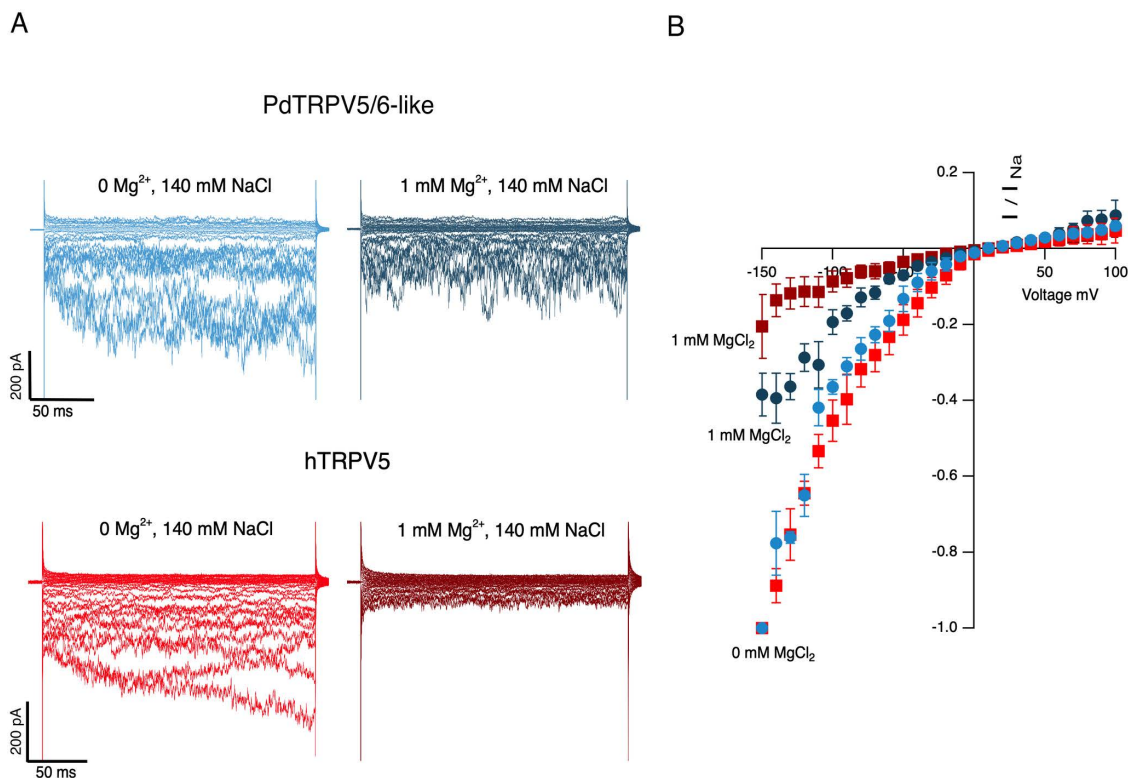 A
B
PdTRPV5/6-like
0 Mg²⁺, 140 mM NaCl
1 mM Mg²⁺, 140 mM NaCl
200 pA
50 ms
hTRPV5
0 Mg²⁺, 140 mM NaCl
1 mM Mg²⁺, 140 mM NaCl
200 pA
50 ms
I / I Na
0.2
-150
-100
50
100
Voltage mV
-0.2
1 mM MgCl₂
-0.4
1 mM MgCl₂
-0.6
-0.8
-1.0
0 mM MgCl₂